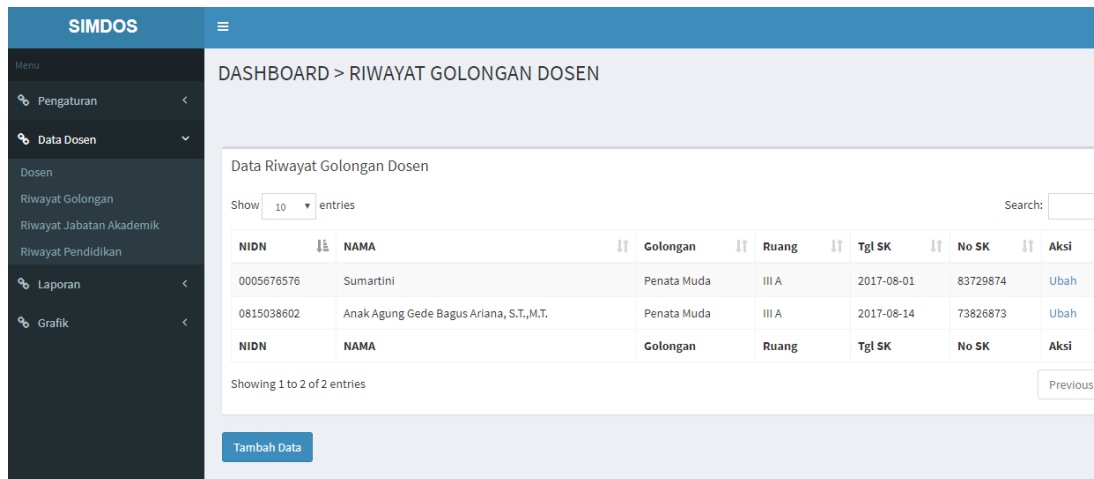 SIMDOS
Menu
Pengaturan
Data Dosen
Dosen
Riwayat Golongan
Riwayat Jabatan Akademik
Riwayat Pendidikan
Laporan
Grafik
DASHBOARD > RIWAYAT GOLONGAN DOSEN
Data Riwayat Golongan Dosen
Show 10 entries Search:
NIDN NAMA Golongan Ruang Tgl SK No SK Aksi
0005676576 Sumartini Penata Muda III A 2017-08-01 83729874 Ubah
0815038602 Anak Agung Gede Bagus Ariana, S.T.,M.T. Penata Muda III A 2017-08-14 73826873 Ubah
NIDN NAMA Golongan Ruang Tgl SK No SK Aksi
Showing 1 to 2 of 2 entries Previous
Tambah Data